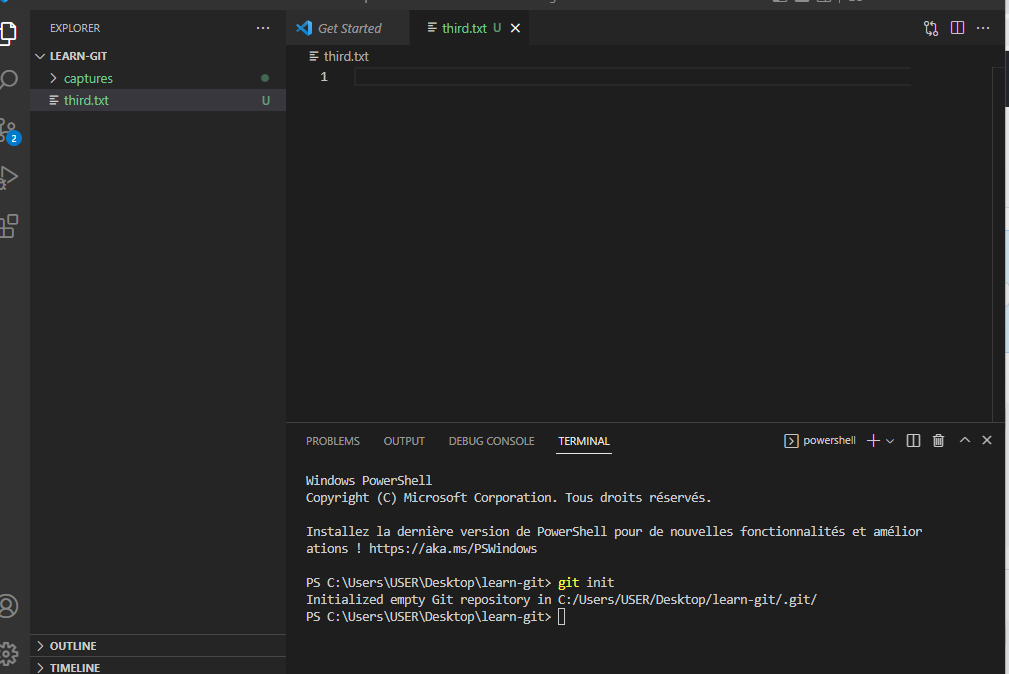 EXPLORER
LEARN-GIT
captures
third.txt U
2
OUTLINE
TIMELINE
Get Started
third.txt U
third.txt
1
PROBLEMS OUTPUT DEBUG CONSOLE TERMINAL
powershell
Windows PowerShell
Copyright (C) Microsoft Corporation. Tous droits réservés.
Installez la dernière version de PowerShell pour de nouvelles fonctionnalités et amélior
ations ! https://aka.ms/PSWindows
PS C:\Users\USER\Desktop\learn-git> git init
Initialized empty Git repository in C:/Users/USER/Desktop/learn-git/.git/
PS C:\Users\USER\Desktop\learn-git>